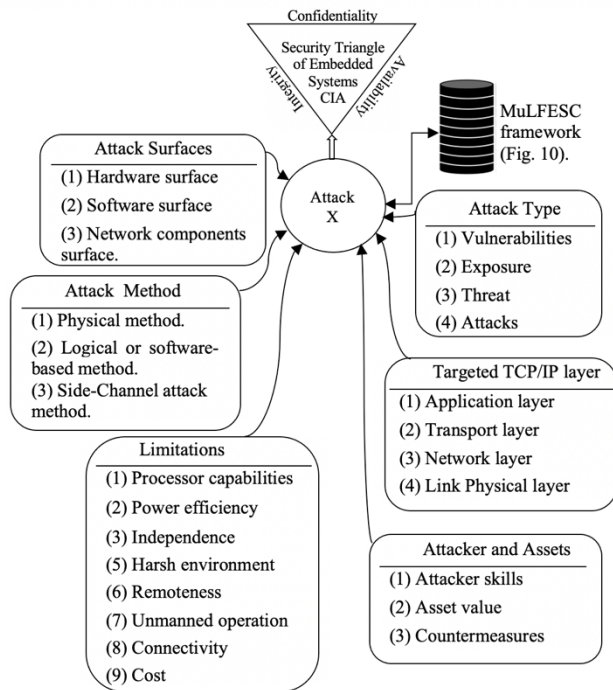 Confidentiality
Security Triangle
of Embedded
Systems
CIA
Integrity
Availability
MuLFESC
framework
(Fig. 10).
Attack
X
Attack Surfaces
(1) Hardware surface
(2) Software surface
(3) Network components
surface.
Attack Method
(1) Physical method.
(2) Logical or software-
based method.
(3) Side-Channel attack
method.
Limitations
(1) Processor capabilities
(2) Power efficiency
(3) Independence
(5) Harsh environment
(6) Remoteness
(7) Unmanned operation
(8) Connectivity
(9) Cost
Attack Type
(1) Vulnerabilities
(2) Exposure
(3) Threat
(4) Attacks
Targeted TCP/IP layer
(1) Application layer
(2) Transport layer
(3) Network layer
(4) Link Physical layer
Attacker and Assets
(1) Attacker skills
(2) Asset value
(3) Countermeasures